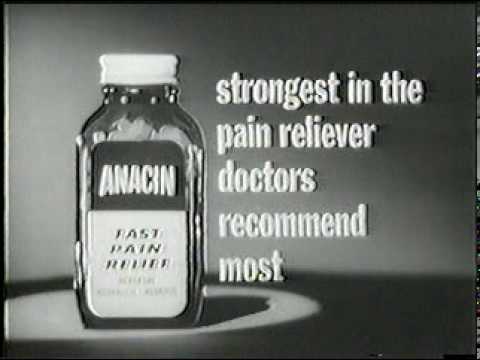 ANACIN
FAST
PAIN
RELIEF
strongest in the
pain reliever
doctors
recommend
most